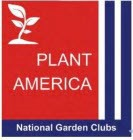 PLANT
AMERICA
National Garden Clubs